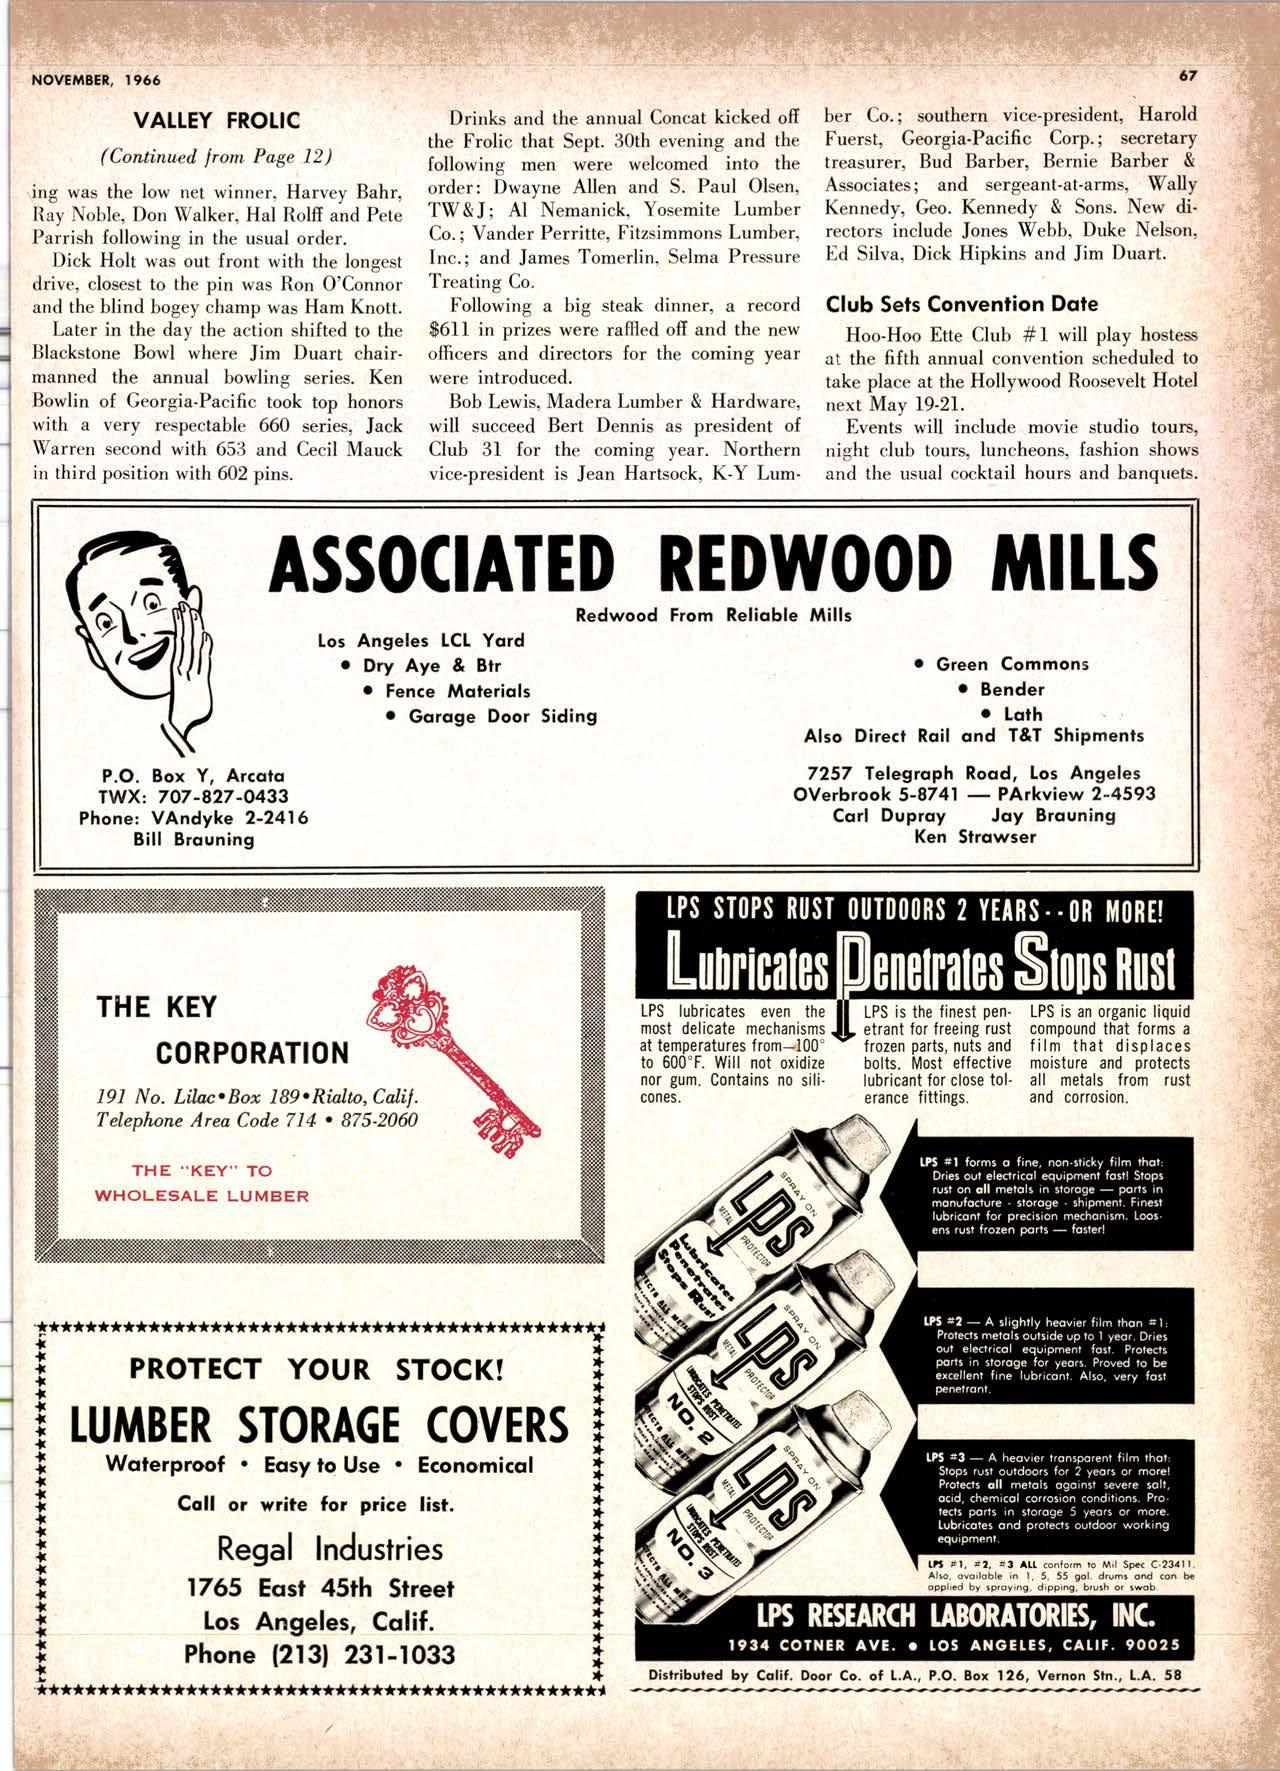 NOVEMBER, 1966
67
VALLEY FROLIC
(Continued from Page 12)
ing was the low net winner, Harvey Bahr,
Ray Noble, Don Walker, Hal Rolff and Pete
Parrish following in the usual order.
Dick Holt was out front with the longest
drive, closest to the pin was Ron O'Connor
and the blind bogey champ was Ham Knott.
Later in the day the action shifted to the
Blackstone Bowl where Jim Duart chair-
manned the annual bowling series. Ken
Bowlin of Georgia-Pacific took top honors
with a very respectable 660 series, Jack
Warren second with 653 and Cecil Mauck
in third position with 602 pins.
Drinks and the annual Concat kicked off
the Frolic that Sept. 30th evening and the
following men were welcomed into the
order: Dwayne Allen and S. Paul Olsen,
TW&J; Al Nemanick, Yosemite Lumber
Co.; Vander Perritte, Fitzsimmons Lumber,
Inc.; and James Tomerlin, Selma Pressure
Treating Co.
Following a big steak dinner, a record
$611 in prizes were raffled off and the new
officers and directors for the coming year
were introduced.
Bob Lewis, Madera Lumber & Hardware,
will succeed Bert Dennis as president of
Club 31 for the coming year. Northern
vice-president is Jean Hartsock, K-Y Lum-
ber Co.; southern vice-president, Harold
Fuerst, Georgia-Pacific Corp.; secretary
treasurer, Bud Barber, Bernie Barber &
Associates; and sergeant-at-arms, Wally
Kennedy, Geo. Kennedy & Sons. New di-
rectors include Jones Webb, Duke Nelson,
Ed Silva, Dick Hipkins and Jim Duart.
Club Sets Convention Date
Hoo-Hoo Ette Club #1 will play hostess
at the fifth annual convention scheduled to
take place at the Hollywood Roosevelt Hotel
next May 19-21.
Events will include movie studio tours,
night club tours, luncheons, fashion shows
and the usual cocktail hours and banquets.
ASSOCIATED REDWOOD MILLS
Redwood From Reliable Mills
Los Angeles LCL Yard
• Dry Aye & Btr
• Fence Materials
• Garage Door Siding
• Green Commons
• Bender
• Lath
Also Direct Rail and T&T Shipments
P.O. Box Y, Arcata
TWX: 707-827-0433
Phone: VAndyke 2-2416
Bill Brauning
7257 Telegraph Road, Los Angeles
OVerbrook 5-8741 — PArkview 2-4593
Carl Dupray Jay Brauning
Ken Strawser
THE KEY
CORPORATION
191 No. Lilac•Box 189•Rialto, Calif.
Telephone Area Code 714 • 875-2060
THE "KEY" TO
WHOLESALE LUMBER
PROTECT YOUR STOCK!
LUMBER STORAGE COVERS
Waterproof • Easy to Use • Economical
Call or write for price list.
Regal Industries
1765 East 45th Street
Los Angeles, Calif.
Phone (213) 231-1033
LPS STOPS RUST OUTDOORS 2 YEARS--OR MORE!
Lubricates Penetrates Stops Rust
LPS lubricates even the
most delicate mechanisms
at temperatures from—100°
to 600°F. Will not oxidize
nor gum. Contains no sili-
cones.
LPS is the finest pen-
etrant for freeing rust
frozen parts, nuts and
bolts. Most effective
lubricant for close tol-
erance fittings.
LPS is an organic liquid
compound that forms a
film that displaces
moisture and protects
all metals from rust
and corrosion.
SPRAY ON
LPS
METAL PROTECTOR
Lubricates
Penetrates
Stops Rust
SPRAY ON
LPS
METAL PROTECTOR
LUBRICATES PENETRATES
STOPS RUST
NO. 2
SPRAY ON
LPS
METAL PROTECTOR
LUBRICATES PENETRATES
STOPS RUST
NO. 3
LPS #1 forms a fine, non-sticky film that:
Dries out electrical equipment fast! Stops
rust on all metals in storage — parts in
manufacture - storage - shipment. Finest
lubricant for precision mechanism. Loos-
ens rust frozen parts — faster!
LPS #2 — A slightly heavier film than #1:
Protects metals outside up to 1 year. Dries
out electrical equipment fast. Protects
parts in storage for years. Proved to be
excellent fine lubricant. Also, very fast
penetrant.
LPS #3 — A heavier transparent film that:
Stops rust outdoors for 2 years or more!
Protects all metals against severe salt,
acid, chemical corrosion conditions. Pro-
tects parts in storage 5 years or more.
Lubricates and protects outdoor working
equipment.
LPS #1, #2, #3 ALL conform to Mil Spec C-23411.
Also, available in 1, 5, 55 gal. drums and can be
applied by spraying, dipping, brush or swab.
LPS RESEARCH LABORATORIES, INC.
1934 COTNER AVE. • LOS ANGELES, CALIF. 90025
Distributed by Calif. Door Co. of L.A., P.O. Box 126, Vernon Stn., L.A. 58